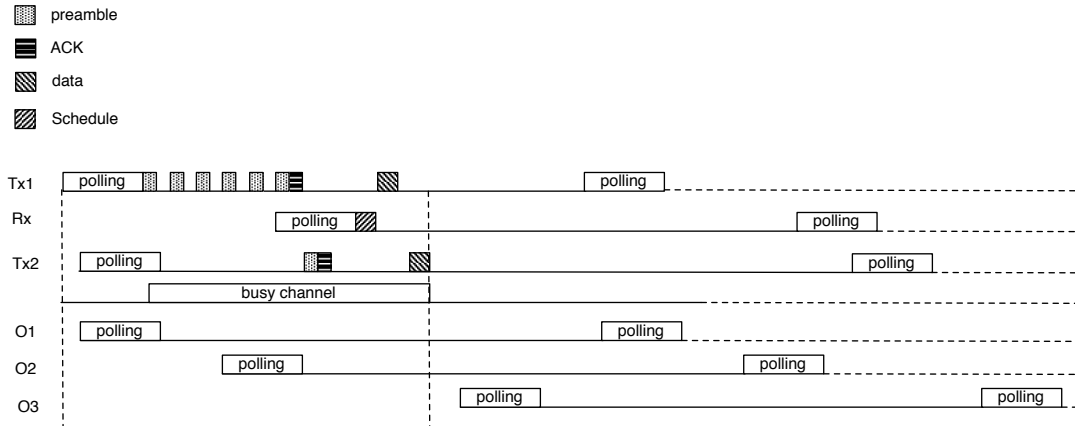 preamble
ACK
data
Schedule
Tx1 polling polling
Rx polling polling
Tx2 polling polling
busy channel
O1 polling polling
O2 polling polling
O3 polling polling